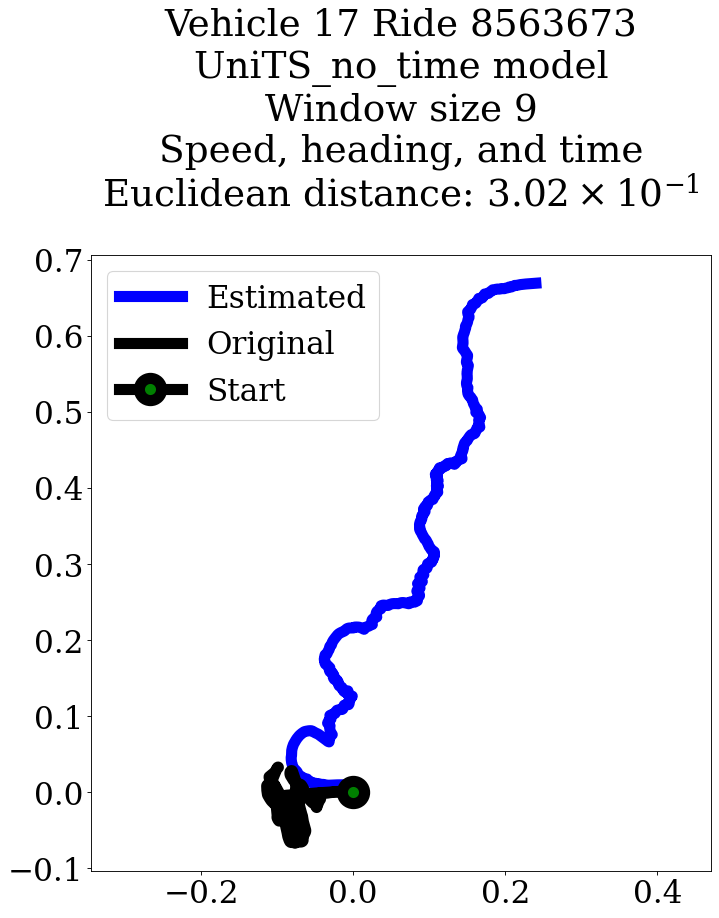 Vehicle 17 Ride 8563673
UniTS_no_time model
Window size 9
Speed, heading, and time
Euclidean distance: 3.02 × 10⁻¹
0.7
0.6
0.5
0.4
0.3
0.2
0.1
0.0
−0.1
Estimated
Original
Start
−0.2
0.0
0.2
0.4